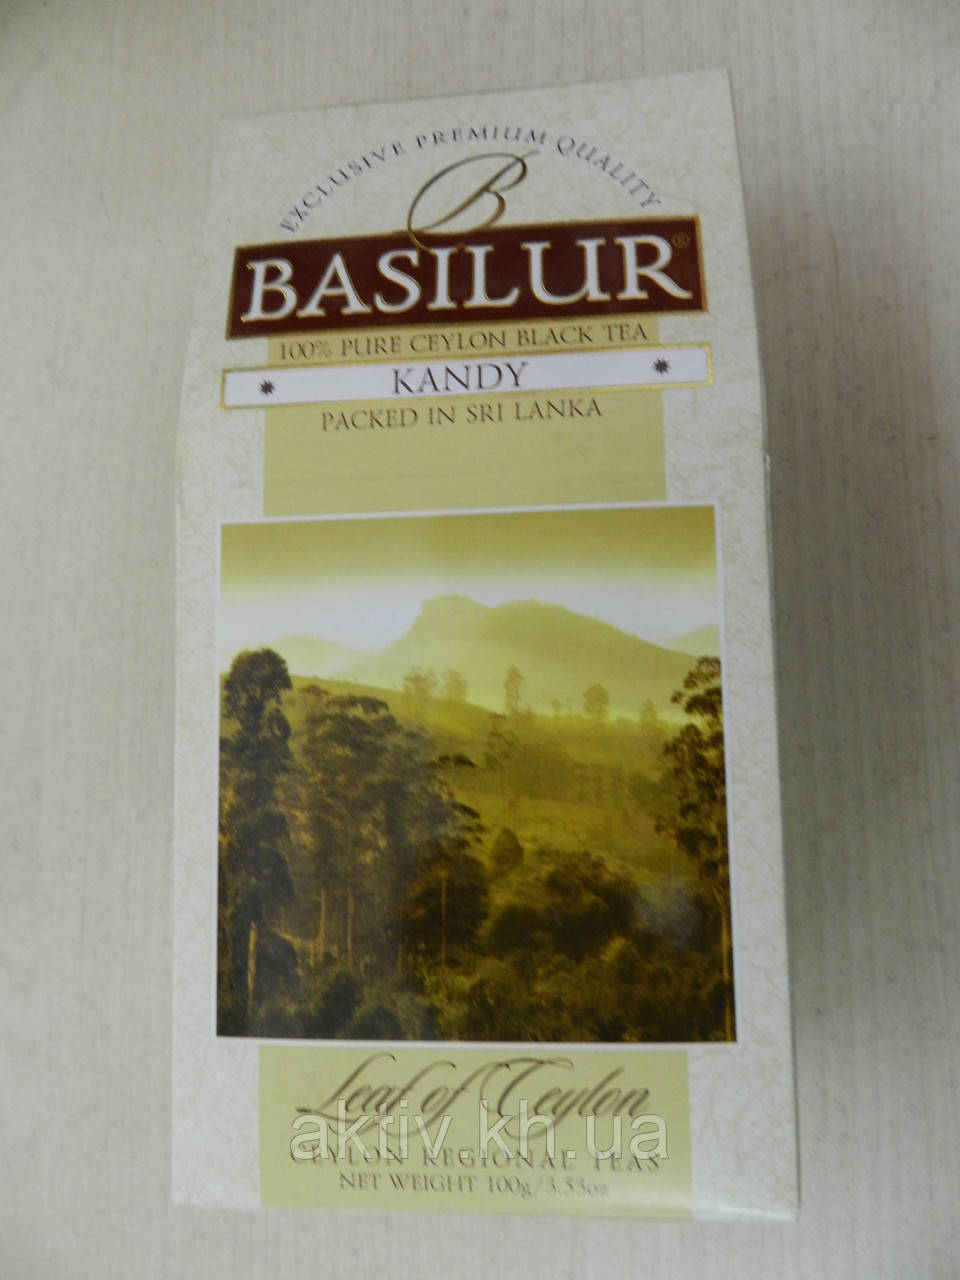 EXCLUSIVE PREMIUM QUALITY
B
BASILUR®
100% PURE CEYLON BLACK TEA
* KANDY *
PACKED IN SRI LANKA
Leaf of Ceylon
aktiv.kh.ua
CEYLON REGIONAL TEAS
NET WEIGHT 100g/3.53oz